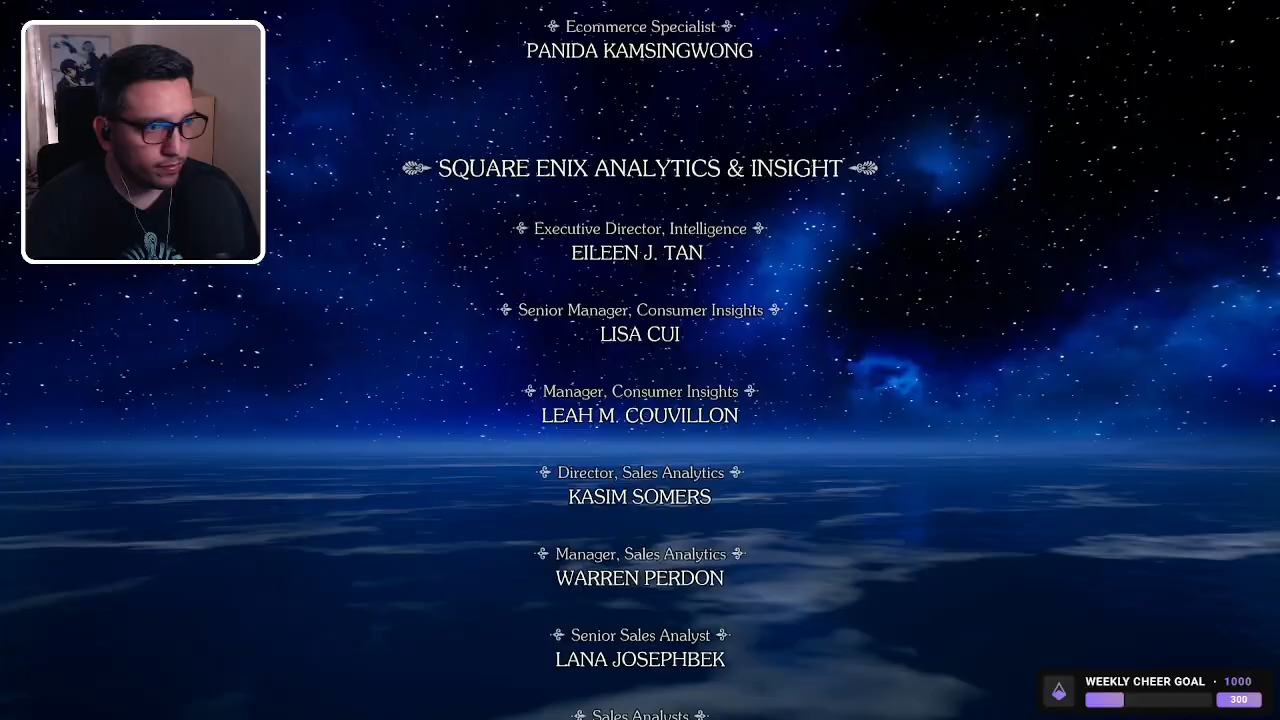 Ecommerce Specialist
PANIDA KAMSINGWONG
SQUARE ENIX ANALYTICS & INSIGHT
Executive Director, Intelligence
EILEEN J. TAN
Senior Manager, Consumer Insights
LISA CUI
Manager, Consumer Insights
LEAH M. COUVILLON
Director, Sales Analytics
KASIM SOMERS
Manager, Sales Analytics
WARREN PERDON
Senior Sales Analyst
LANA JOSEPHBEK
Sales Analysts
WEEKLY CHEER GOAL · 1000
300